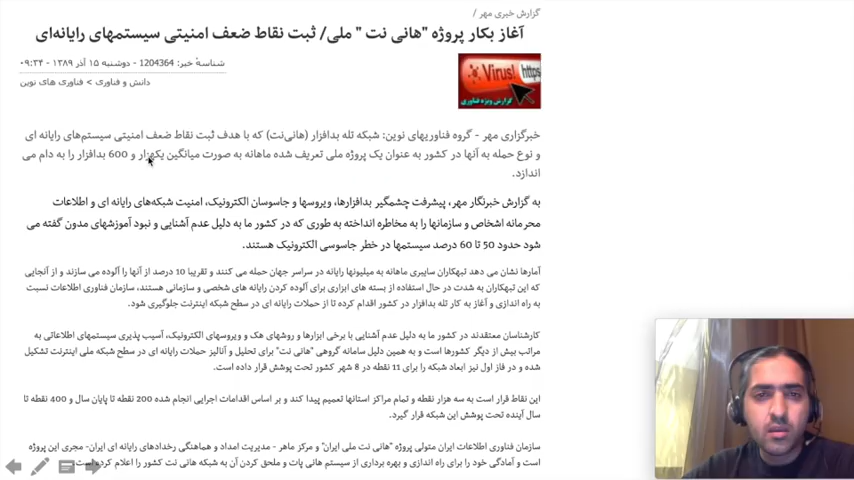 گزارش خبری مهر /
آغاز بکار پروژه "هانی نت " ملی/ ثبت نقاط ضعف امنیتی سیستمهای رایانه‌ای
شناسهٔ خبر: 1204364 - دوشنبه ۱۵ آذر ۱۳۸۹ - ۰۹:۳۴
دانش و فناوری > فناوری های نوین
Virus! https
گزارش ویژه فناوری
خبرگزاری مهر - گروه فناوریهای نوین: شبکه تله بدافزار (هانی‌نت) که با هدف ثبت نقاط ضعف امنیتی سیستم‌های رایانه ای
و نوع حمله به آنها در کشور به عنوان یک پروژه ملی تعریف شده ماهانه به صورت میانگین یکهزار و 600 بدافزار را به دام می
اندازد.
به گزارش خبرنگار مهر، پیشرفت چشمگیر بدافزارها، ویروسها و جاسوسان الکترونیک، امنیت شبکه‌های رایانه ای و اطلاعات
محرمانه اشخاص و سازمانها را به مخاطره انداخته به طوری که در کشور ما به دلیل عدم آشنایی و نبود آموزشهای مدون گفته می
شود حدود 50 تا 60 درصد سیستمها در خطر جاسوسی الکترونیک هستند.
آمارها نشان می دهد تبهکاران سایبری ماهانه به میلیونها رایانه در سراسر جهان حمله می کنند و تقریبا 10 درصد از آنها را آلوده می سازند و از آنجایی
که این تبهکاران به شدت در حال استفاده از بسته های ابزاری برای آلوده کردن رایانه های شخصی و سازمانی هستند، سازمان فناوری اطلاعات نسبت
به راه اندازی و آغاز به کار تله بدافزار در کشور اقدام کرده تا از حملات رایانه ای در سطح شبکه اینترنت جلوگیری شود.
کارشناسان معتقدند در کشور ما به دلیل عدم آشنایی با برخی ابزارها و روشهای هک و ویروسهای الکترونیک، آسیب پذیری سیستمهای اطلاعاتی به
مراتب بیش از دیگر کشورها است و به همین دلیل سامانه گروهی "هانی نت" برای تحلیل و آنالیز حملات رایانه ای در سطح شبکه ملی اینترنت تشکیل
شده و در فاز اول نیز ابعاد شبکه را برای 11 نقطه در 8 شهر کشور تحت پوشش قرار داده است.
این نقاط قرار است به سه هزار نقطه و تمام مراکز استانها تعمیم پیدا کند و بر اساس اقدامات اجرایی انجام شده 200 نقطه تا پایان سال و 400 نقطه تا
سال آینده تحت پوشش این شبکه قرار گیرد.
سازمان فناوری اطلاعات ایران متولی پروژه "هانی نت ملی ایران" و مرکز ماهر - مدیریت امداد و هماهنگی رخدادهای رایانه ای ایران- مجری این پروژه
است و آمادگی خود را برای راه اندازی و بهره برداری از سیستم هانی پات و ملحق کردن آن به شبکه هانی نت کشور را اعلام کرده است.